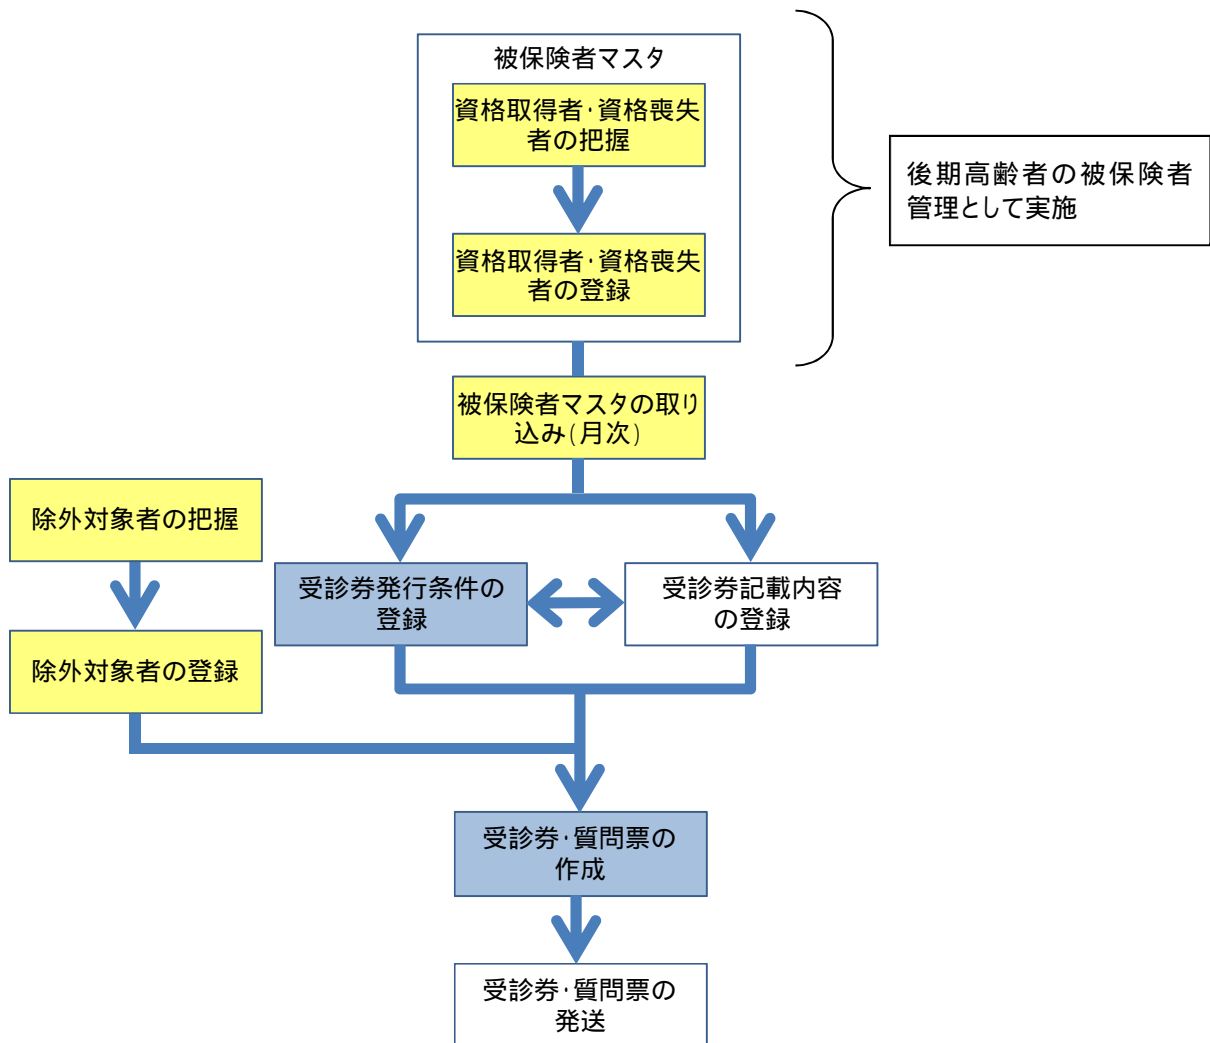 被保険者マスタ
資格取得者･資格喪失
者の把握
資格取得者･資格喪失
者の登録
後期高齢者の被保険者
管理として実施
被保険者マスタの取り
込み(月次)
除外対象者の把握
除外対象者の登録
受診券発行条件の
登録
受診券記載内容
の登録
受診券･質問票の
作成
受診券･質問票の
発送